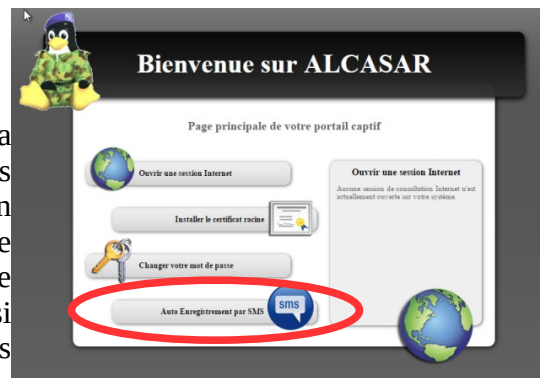 Bienvenue sur ALCASAR
Page principale de votre portail captif
Ouvrir une session Internet
Installer le certificat racine
Changer votre mot de passe
Auto Enregistrement par SMS
sms
Ouvrir une session Internet
Aucune session de consultation Internet n'est
actuellement ouverte sur votre système.
a
s
n
e
e
si
s